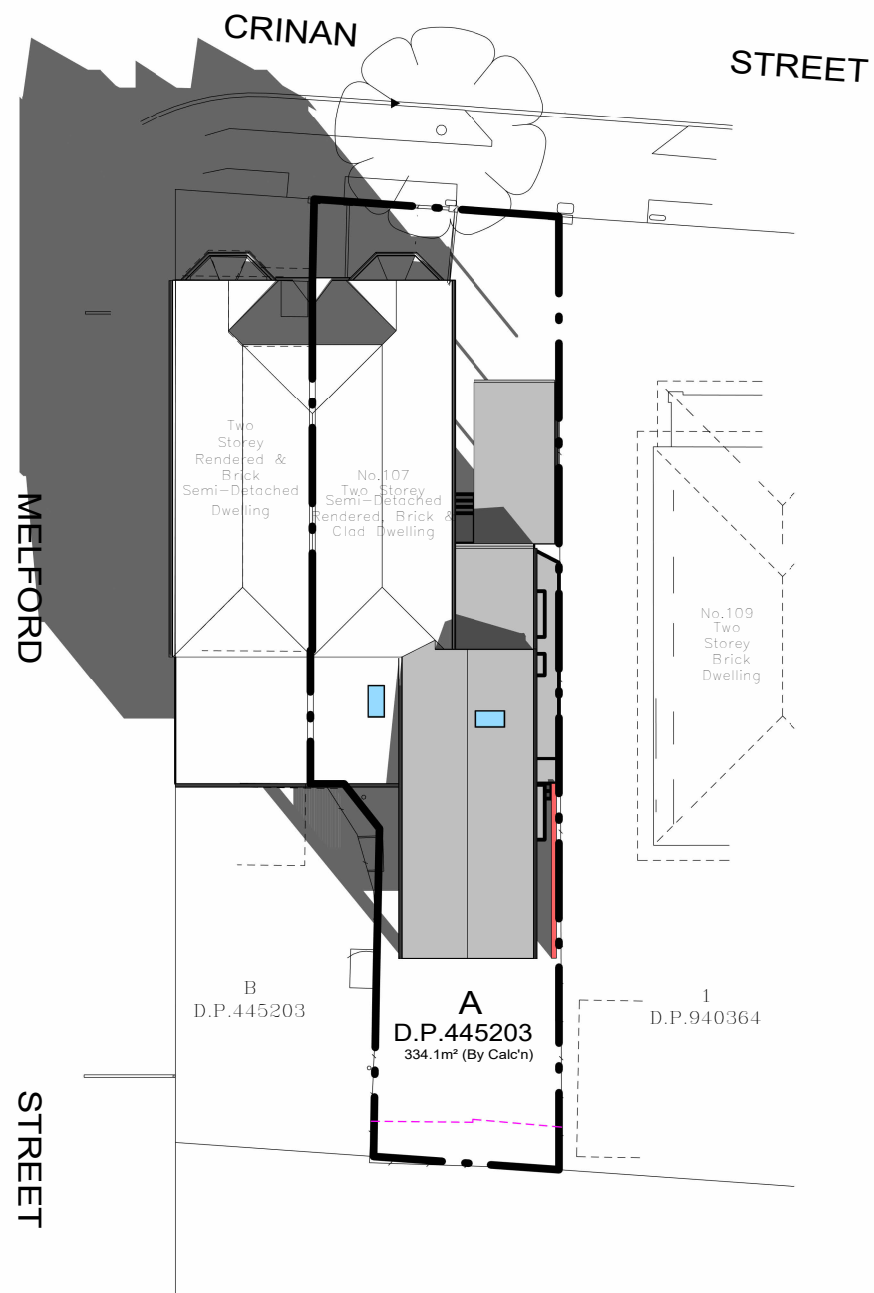 CRINAN
STREET
Two
Storey
Rendered &
Brick
Semi-Detached
Dwelling
No.107
Two Storey
Semi-Detached
Rendered, Brick &
Clad Dwelling
MELFORD
No.109
Two
Storey
Brick
Dwelling
B
D.P.445203
A
D.P.445203
334.1m² (By Calc'n)
1
D.P.940364
STREET